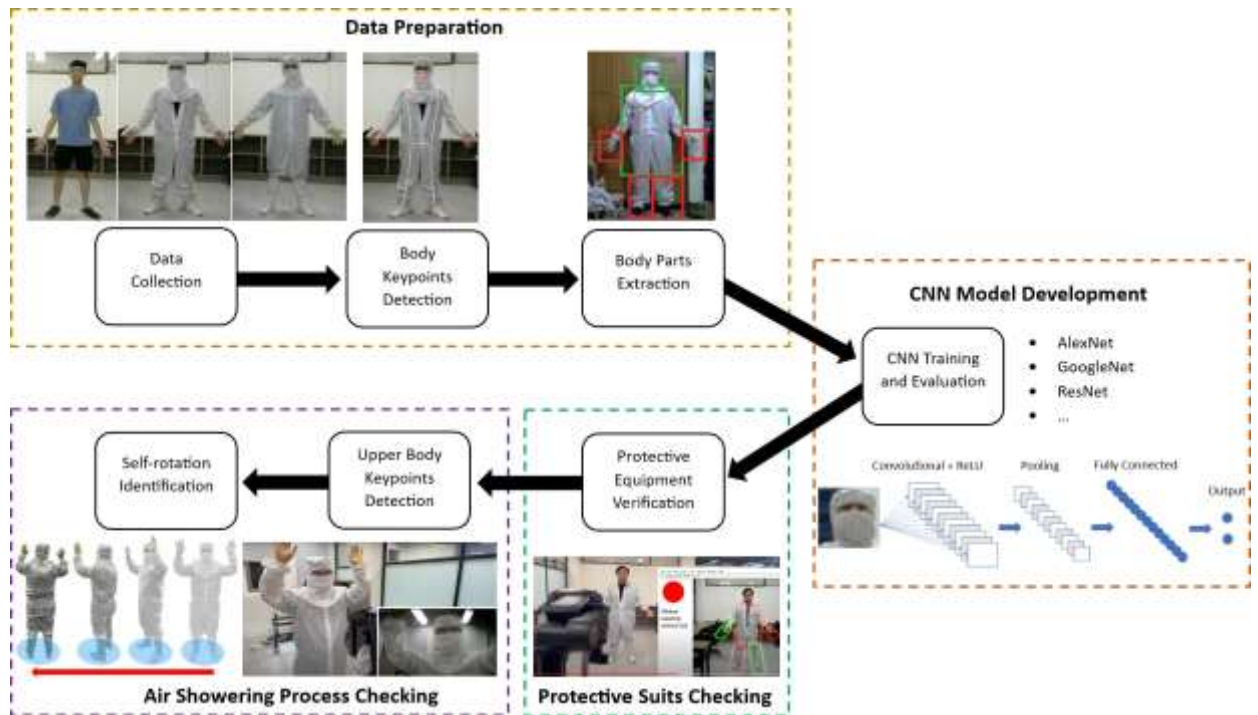 Data Preparation
Data
Collection
Body
Keypoints
Detection
Body Parts
Extraction
CNN Model Development
CNN Training
and Evaluation
• AlexNet
• GoogleNet
• ResNet
• ...
Convolutional + ReLU
Pooling
Fully Connected
Output
Self-rotation
Identification
Upper Body
Keypoints
Detection
Protective
Equipment
Verification
Air Showering Process Checking
Protective Suits Checking